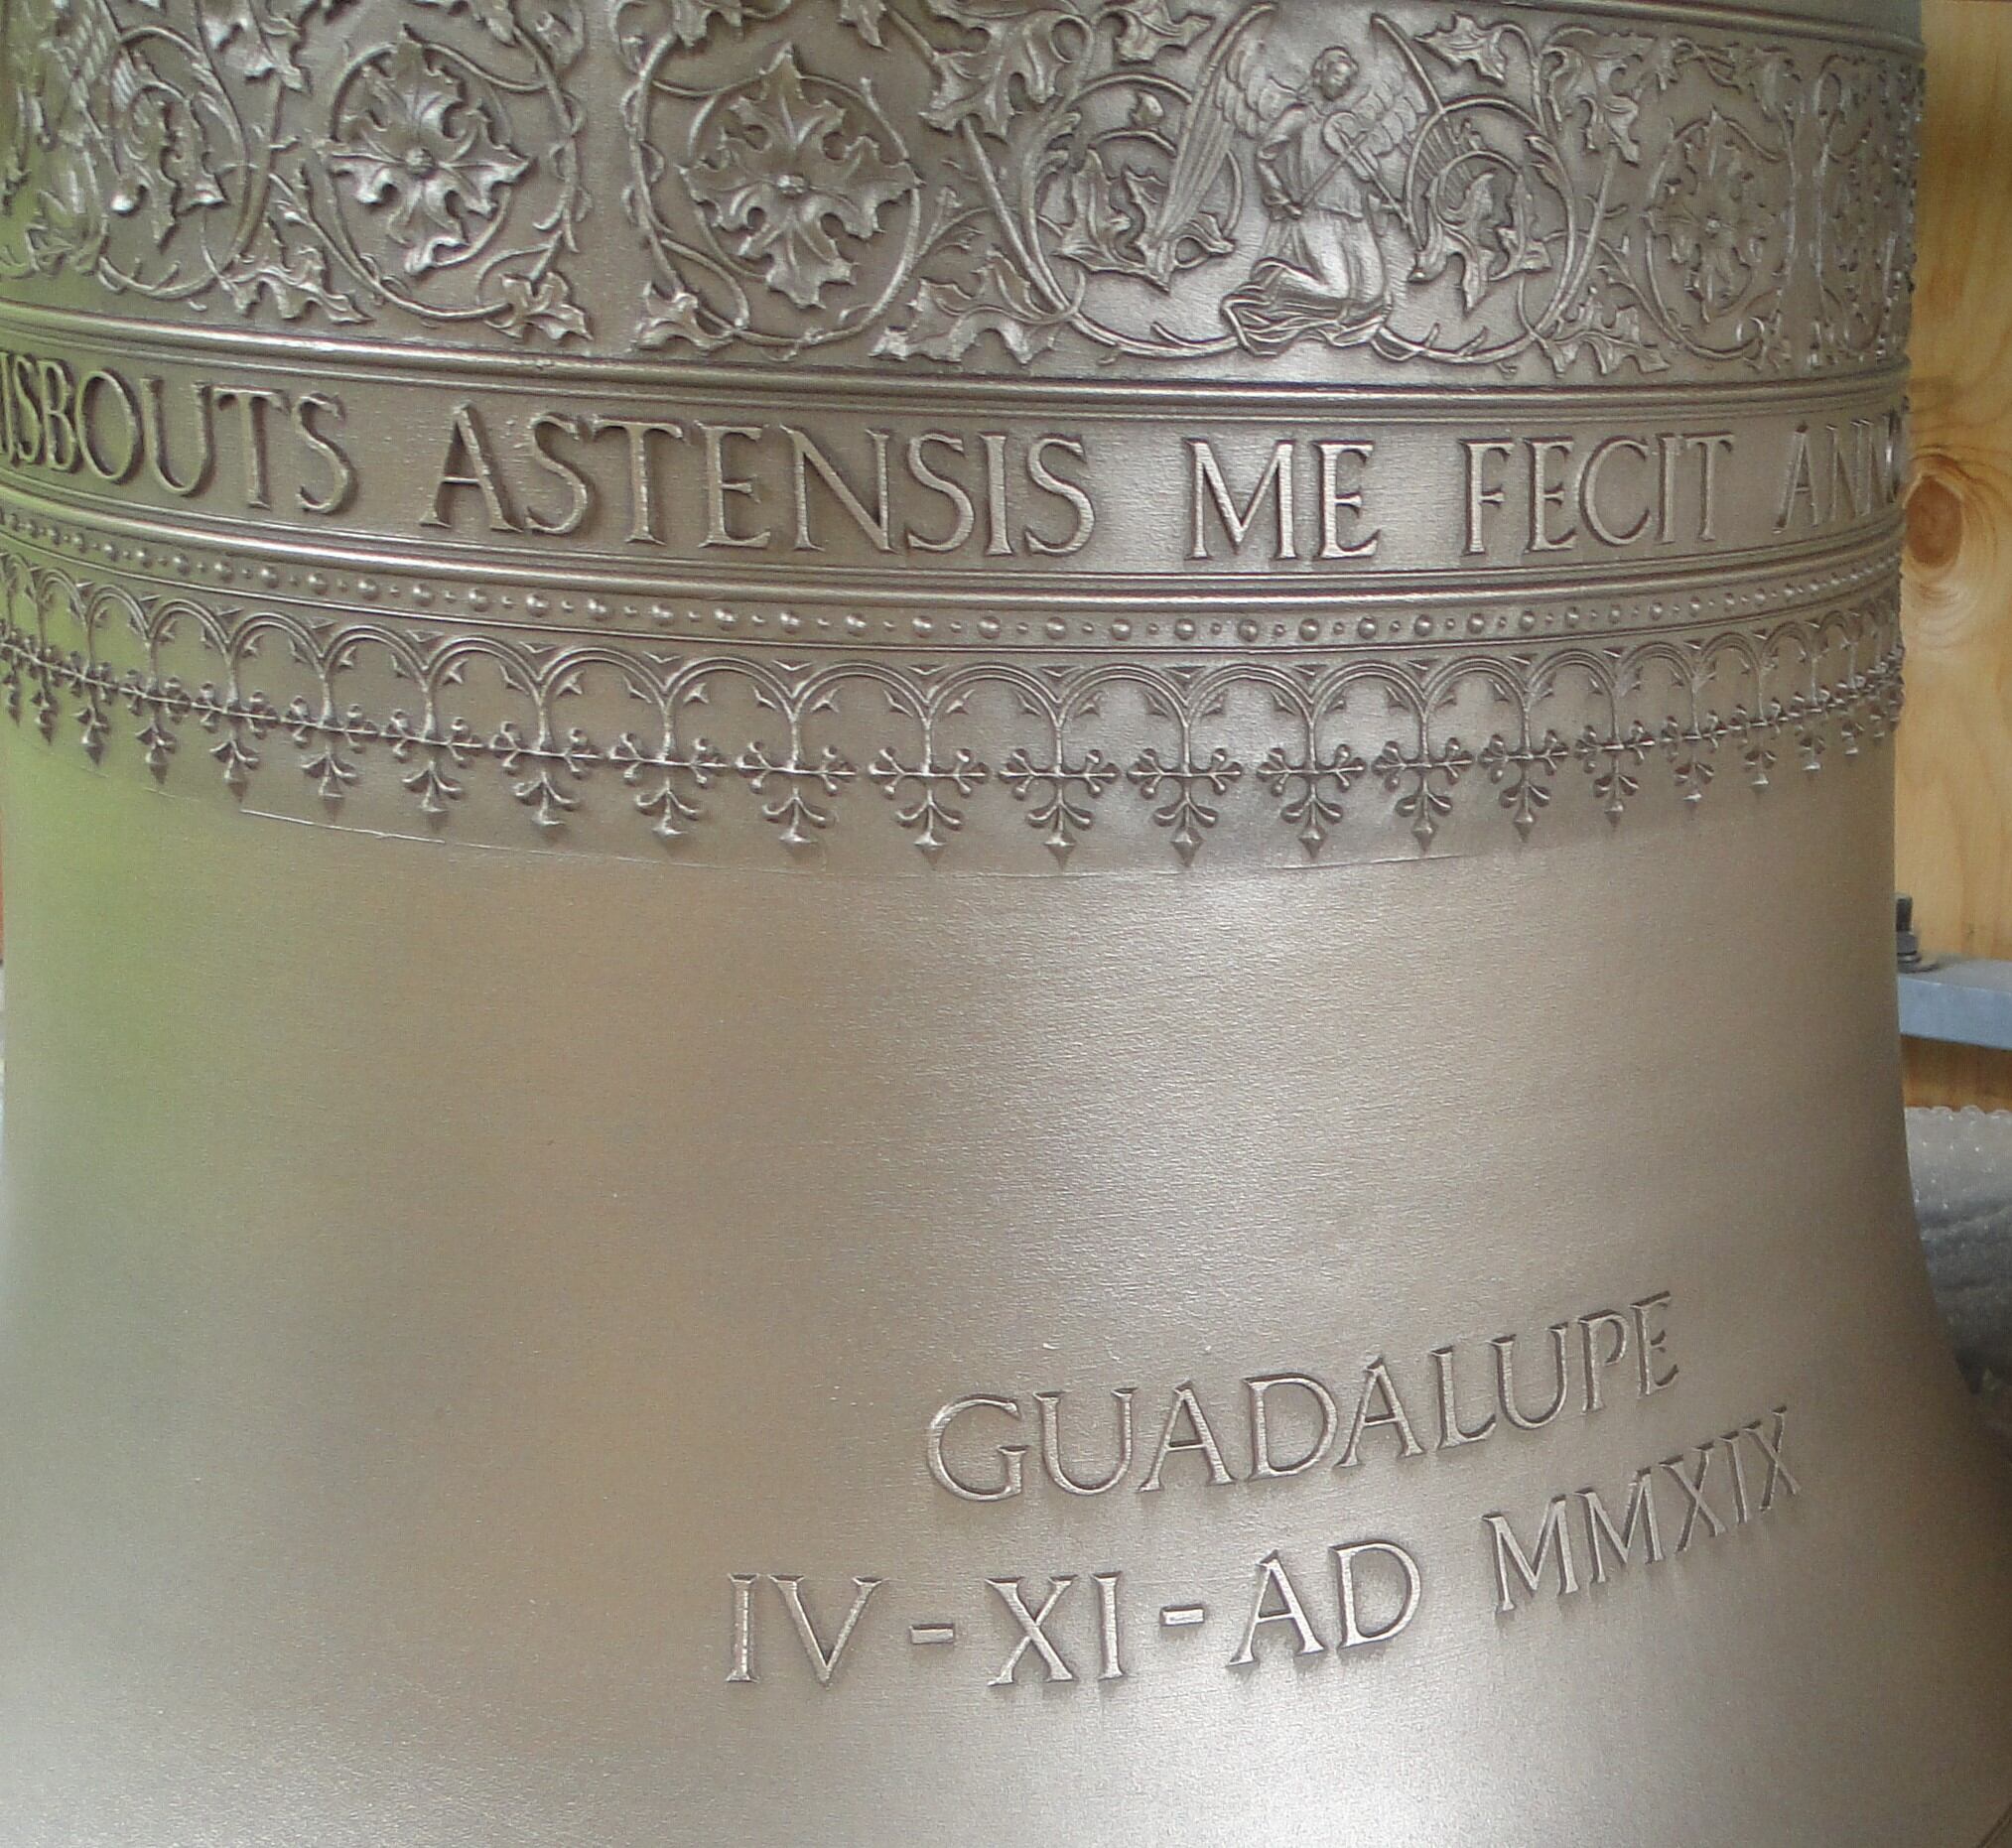 ASTENSIS ME FECIT
GUADALUPE
IV-XI-AD MMXIX